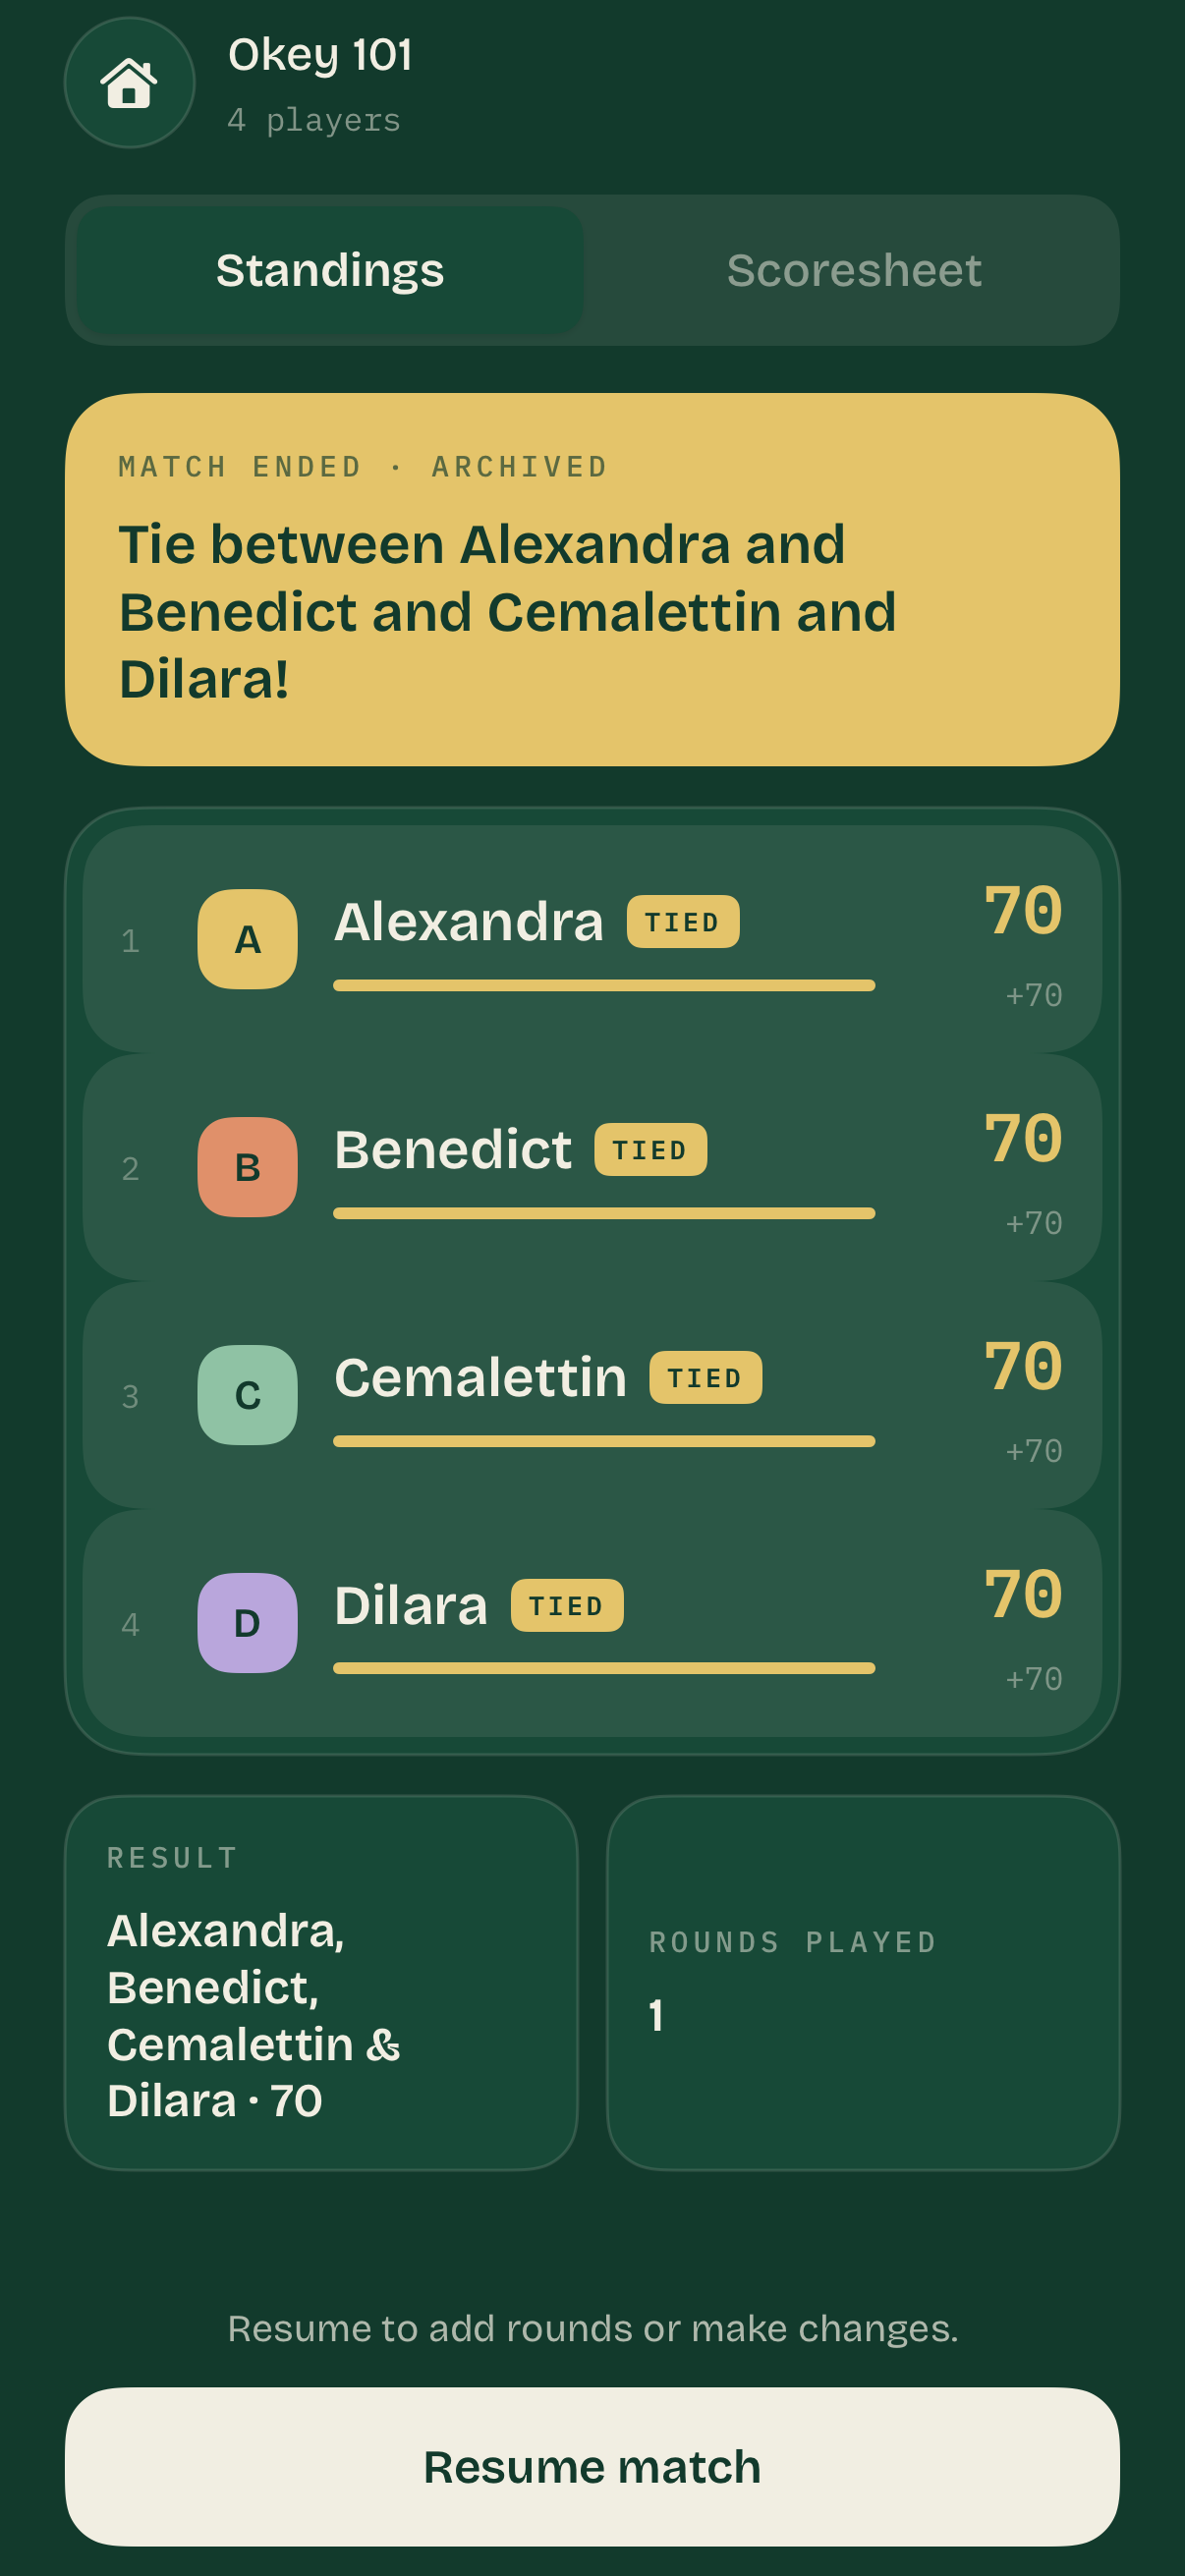 Okey 101
4 players
Standings
Scoresheet
MATCH ENDED · ARCHIVED
Tie between Alexandra and
Benedict and Cemalettin and
Dilara!
1
A
Alexandra
TIED
70
+70
2
B
Benedict
TIED
70
+70
3
C
Cemalettin
TIED
70
+70
4
D
Dilara
TIED
70
+70
RESULT
Alexandra,
Benedict,
Cemalettin &
Dilara · 70
ROUNDS PLAYED
1
Resume to add rounds or make changes.
Resume match